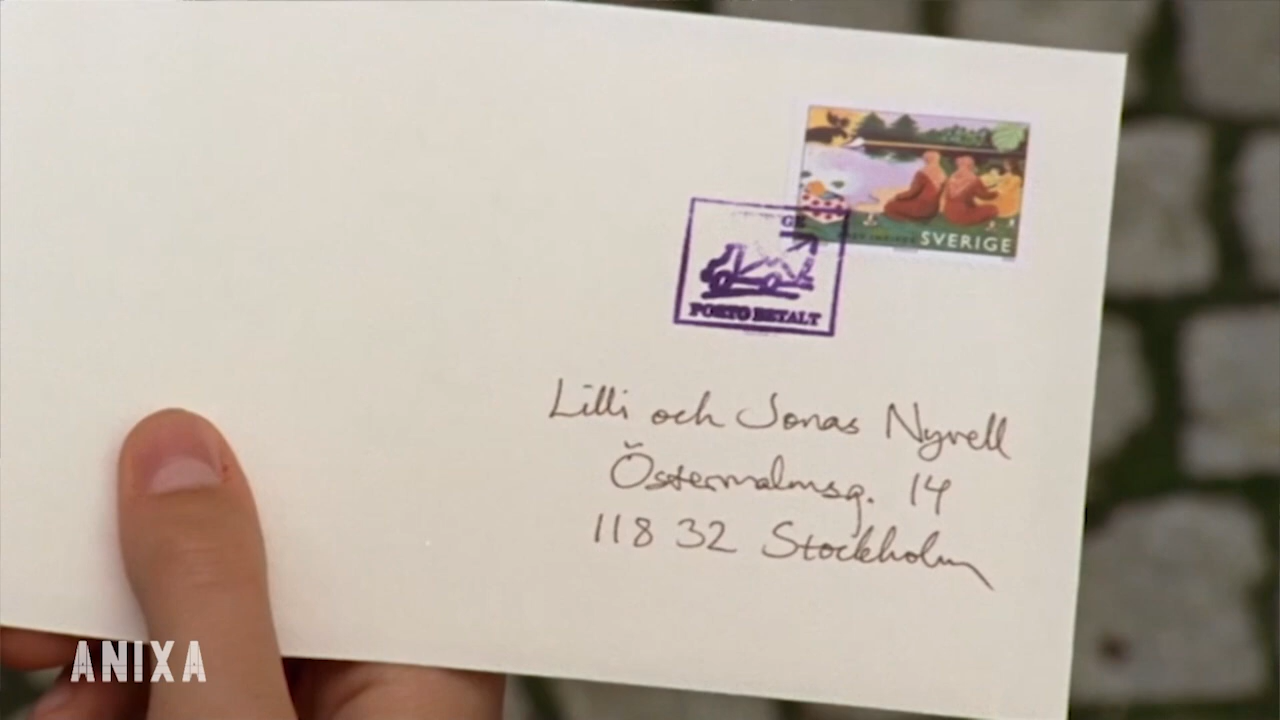 SVERIGE
PORTO BETALT
Lilli och Jonas Nyrell
Östermalmsg. 14
118 32 Stockholm
ANIXA